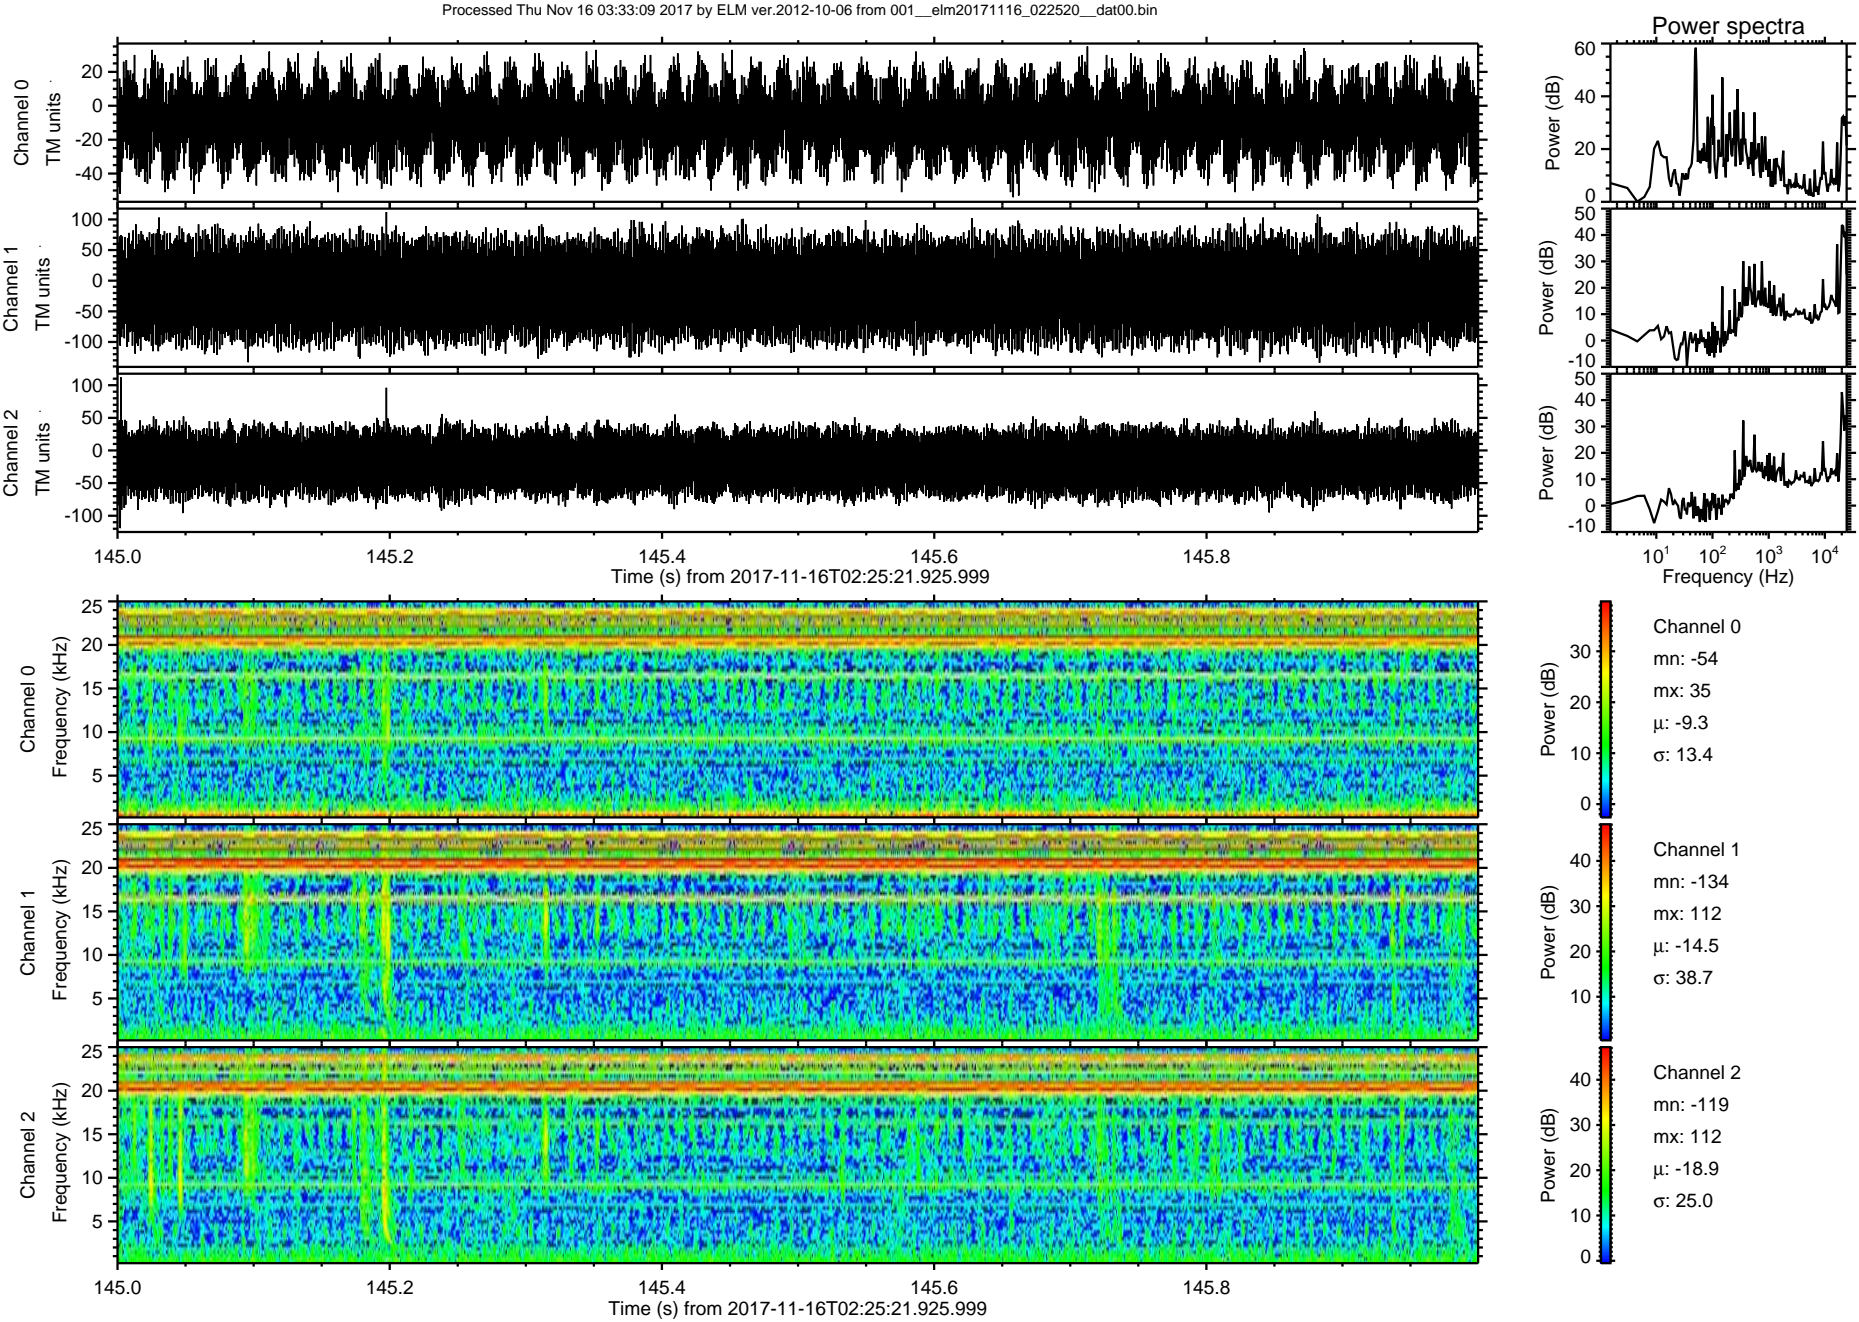 Processed Thu Nov 16 03:33:09 2017 by ELM ver.2012-10-06 from 001__elm20171116_022520__dat00.bin
Power spectra
Channel 0
TM units
20
0
-20
-40
Power (dB)
60
40
20
0
Channel 1
TM units
100
50
0
-50
-100
Power (dB)
50
40
30
20
10
0
-10
Channel 2
TM units
100
50
0
-50
-100
Power (dB)
50
40
30
20
10
0
-10
145.0 145.2 145.4 145.6 145.8
Time (s) from 2017-11-16T02:25:21.925.999
10^1 10^2 10^3 10^4
Frequency (Hz)
Channel 0
Frequency (kHz)
25
20
15
10
5
Power (dB)
30
20
10
0
Channel 0
mn: -54
mx: 35
μ: -9.3
σ: 13.4
Channel 1
Frequency (kHz)
25
20
15
10
5
Power (dB)
40
30
20
10
Channel 1
mn: -134
mx: 112
μ: -14.5
σ: 38.7
Channel 2
Frequency (kHz)
25
20
15
10
5
Power (dB)
40
30
20
10
0
Channel 2
mn: -119
mx: 112
μ: -18.9
σ: 25.0
145.0 145.2 145.4 145.6 145.8
Time (s) from 2017-11-16T02:25:21.925.999